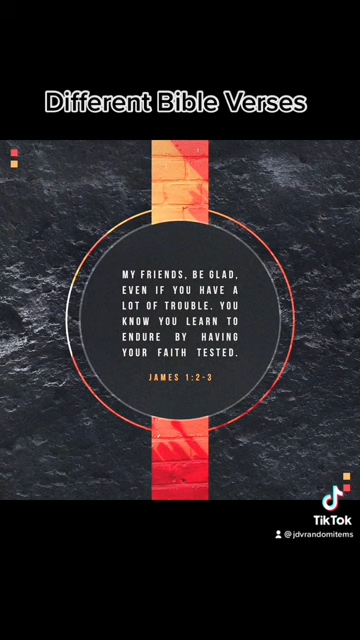 Different Bible Verses
MY FRIENDS, BE GLAD,
EVEN IF YOU HAVE A
LOT OF TROUBLE. YOU
KNOW YOU LEARN TO
ENDURE BY HAVING
YOUR FAITH TESTED.
JAMES 1:2-3
TikTok
@jdvrandomitems